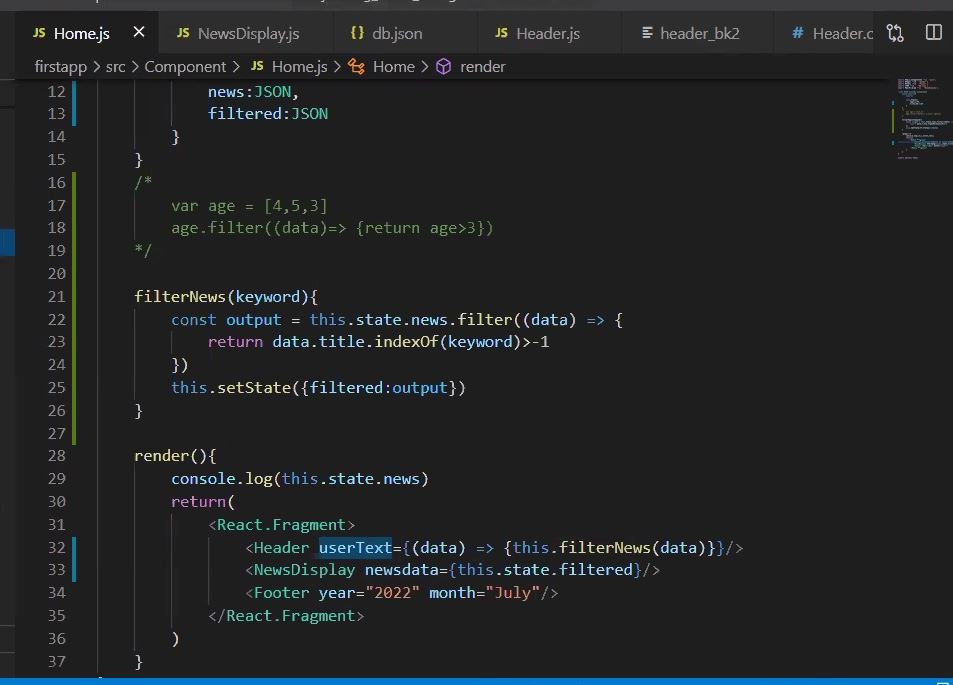 JS Home.js × JS NewsDisplay.js {} db.json JS Header.js header_bk2 # Header.c
firstapp > src > Component > JS Home.js > Home > render
12 news:JSON,
13 filtered:JSON
14 }
15 }
16 /*
17 var age = [4,5,3]
18 age.filter((data)=> {return age>3})
19 */
20
21 filterNews(keyword){
22 const output = this.state.news.filter((data) => {
23 return data.title.indexOf(keyword)>-1
24 })
25 this.setState({filtered:output})
26 }
27
28 render(){
29 console.log(this.state.news)
30 return(
31 <React.Fragment>
32 <Header userText={(data) => {this.filterNews(data)}}/>
33 <NewsDisplay newsdata={this.state.filtered}/>
34 <Footer year="2022" month="July"/>
35 </React.Fragment>
36 )
37 }